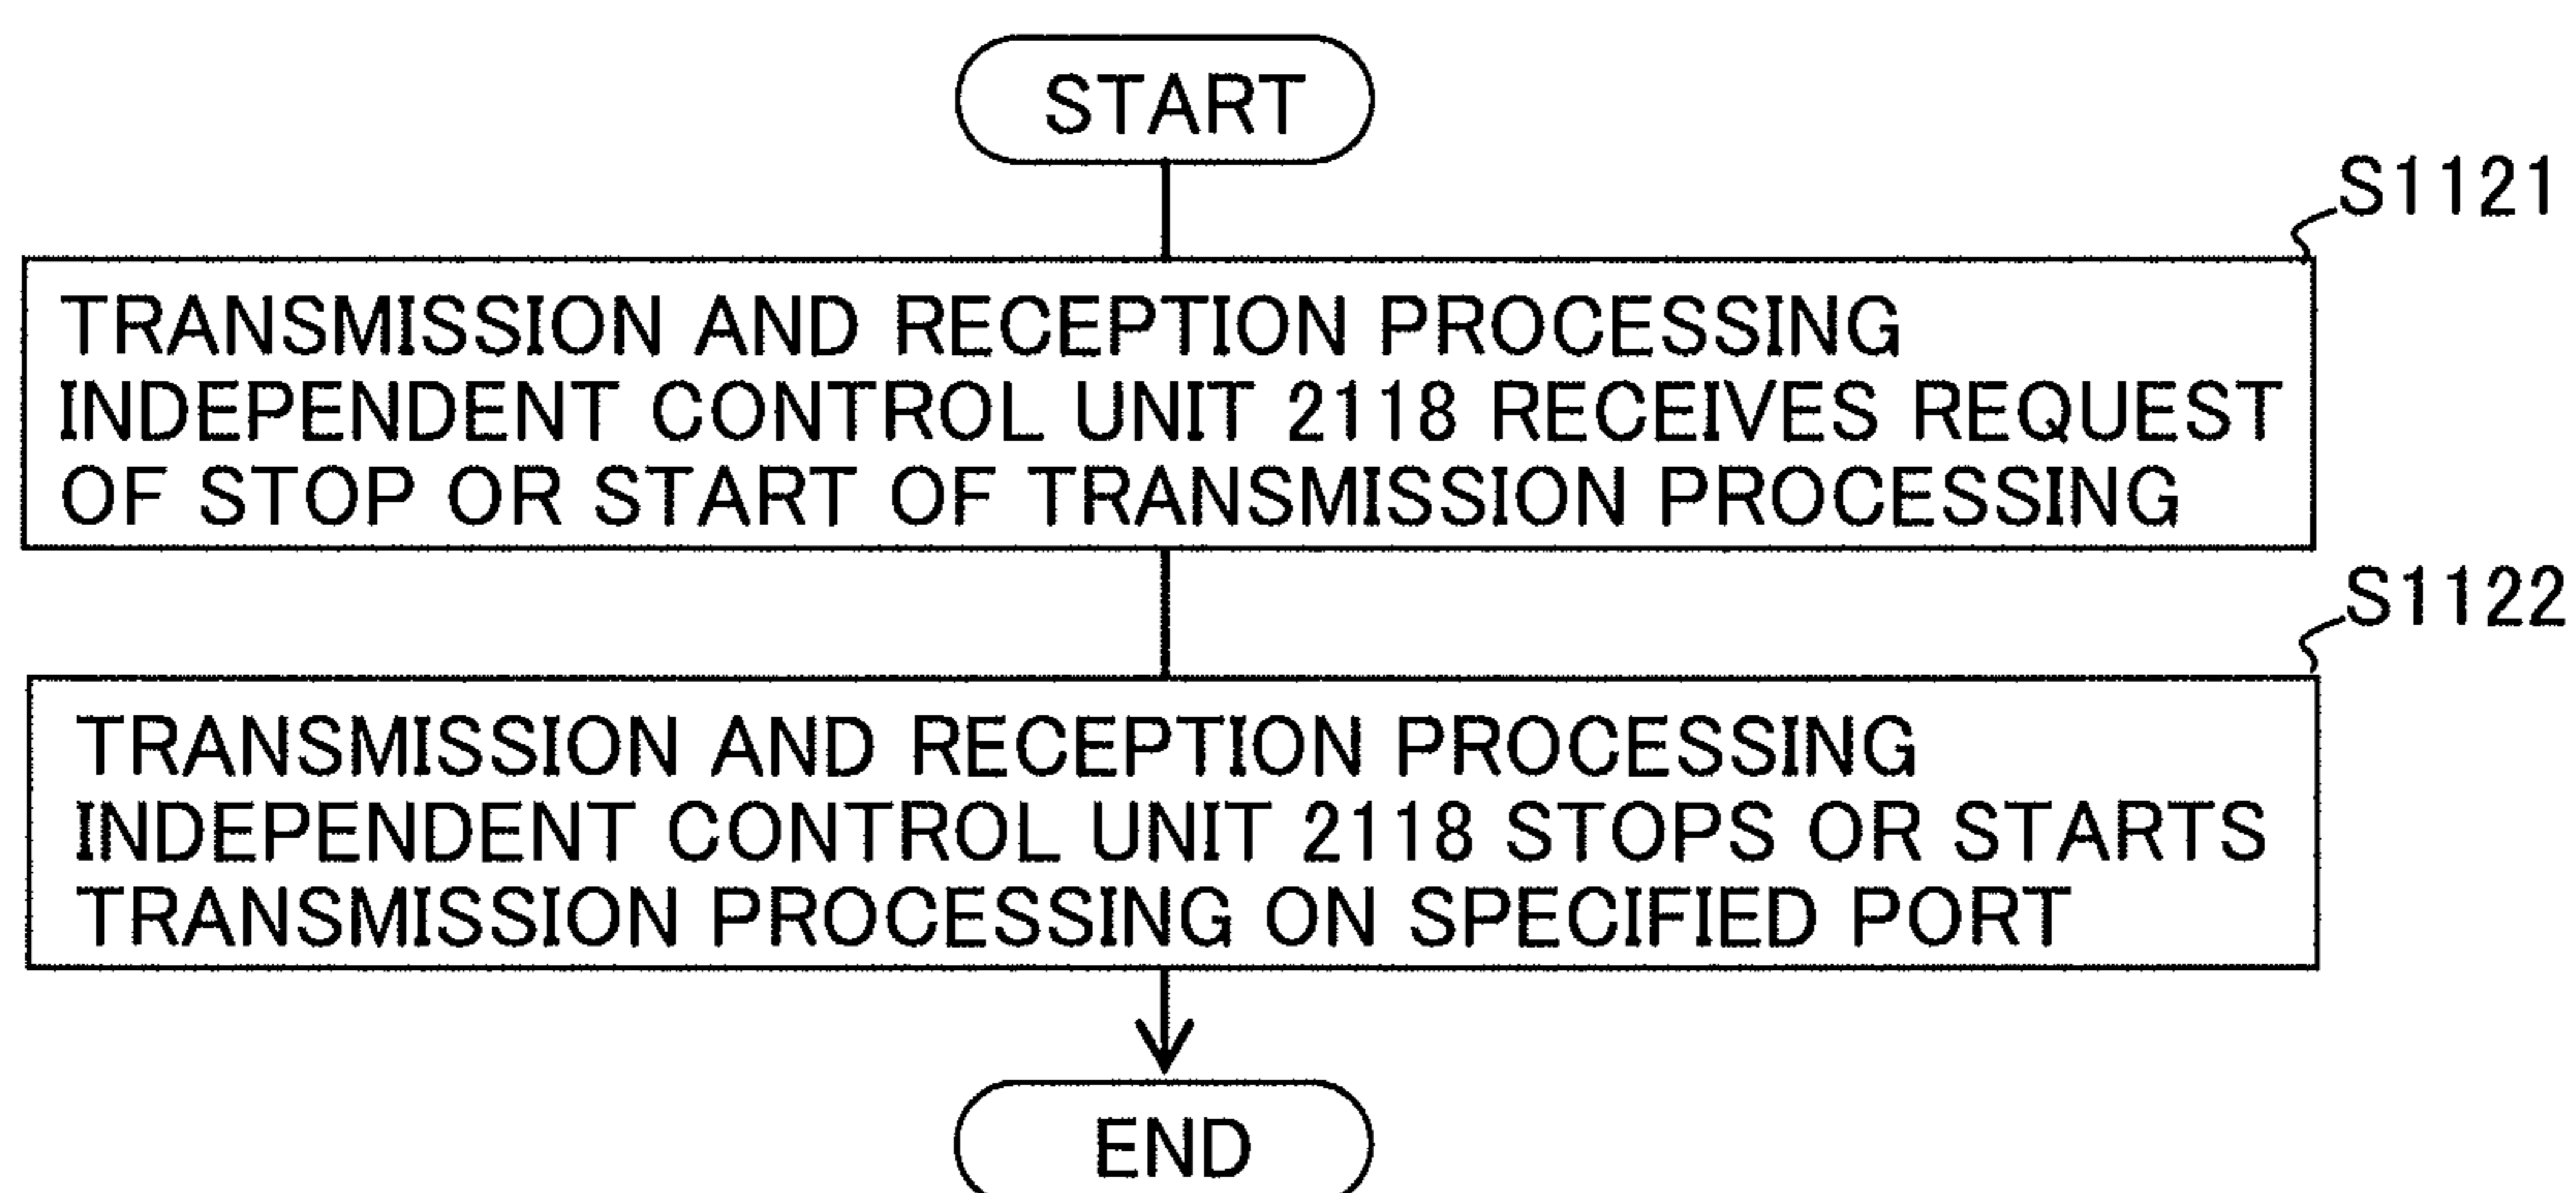 START
S1121
TRANSMISSION AND RECEPTION PROCESSING
INDEPENDENT CONTROL UNIT 2118 RECEIVES REQUEST
OF STOP OR START OF TRANSMISSION PROCESSING
S1122
TRANSMISSION AND RECEPTION PROCESSING
INDEPENDENT CONTROL UNIT 2118 STOPS OR STARTS
TRANSMISSION PROCESSING ON SPECIFIED PORT
END